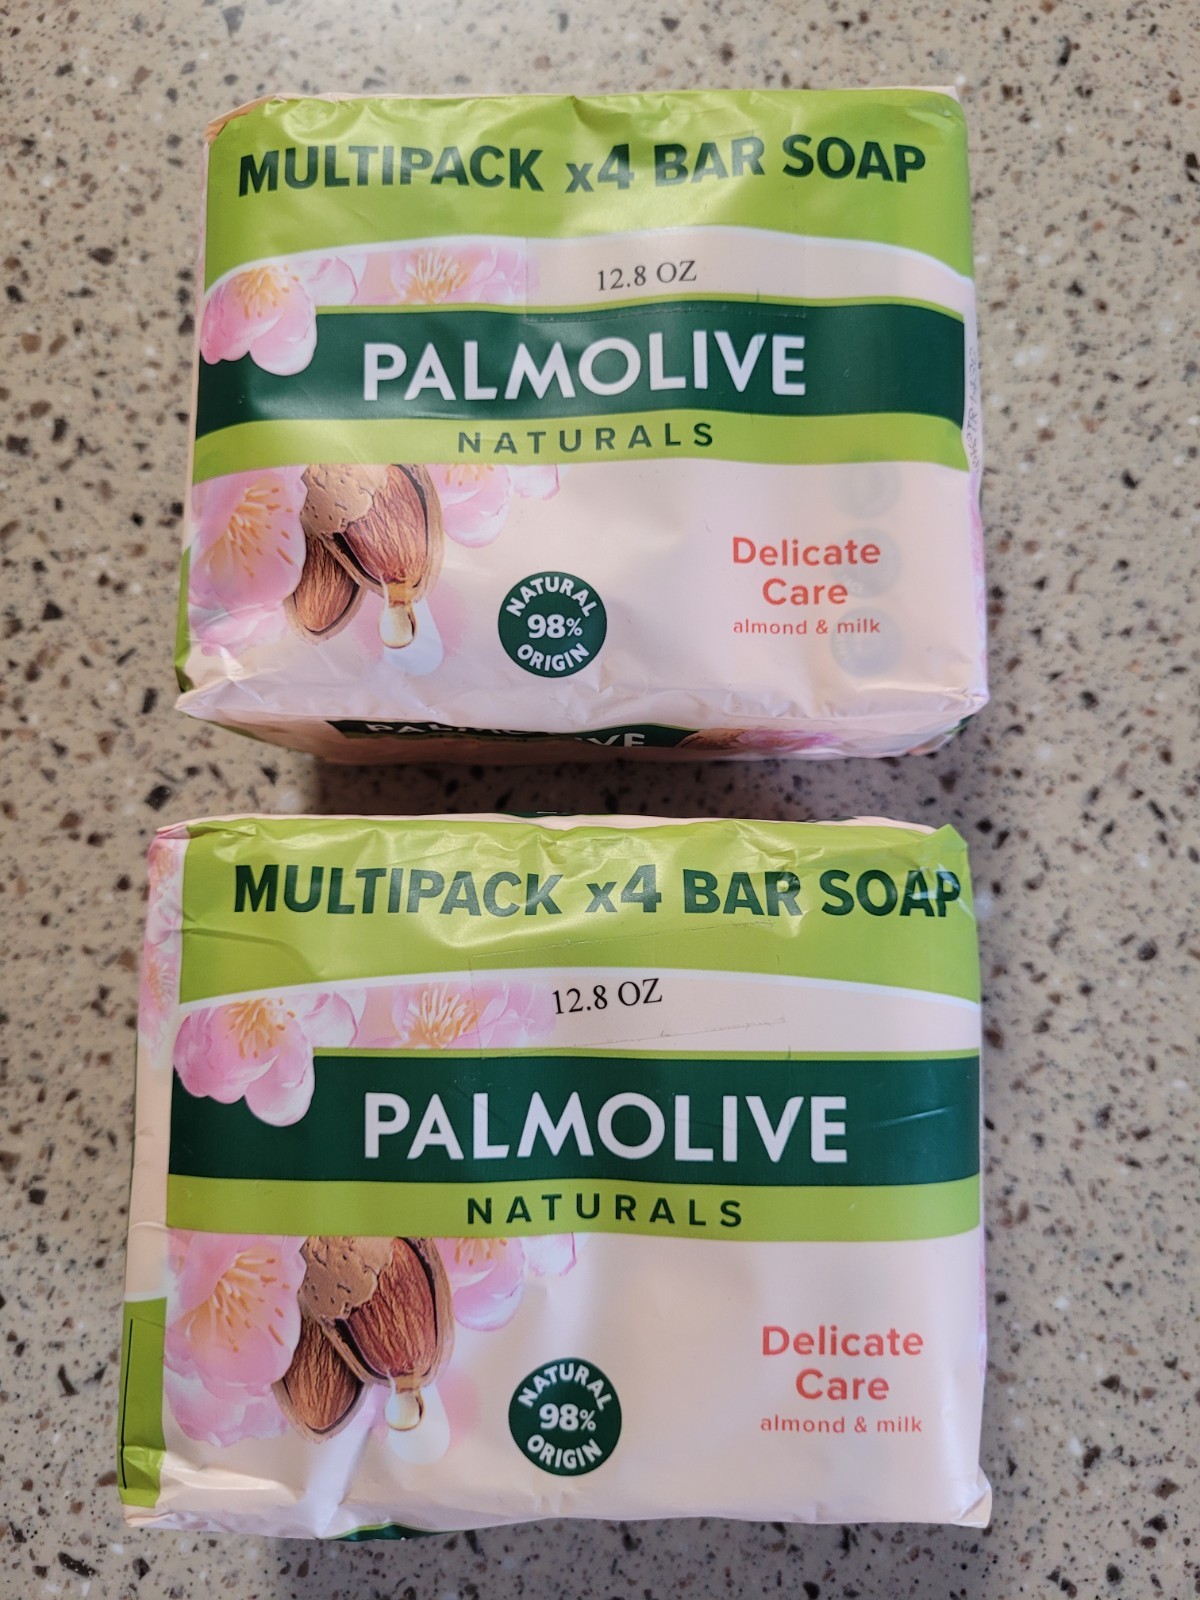 MULTIPACK x4 BAR SOAP
12.8 OZ
PALMOLIVE
NATURALS
Delicate
Care
almond & milk
NATURAL
98%
ORIGIN
MULTIPACK x4 BAR SOAP
12.8 OZ
PALMOLIVE
NATURALS
Delicate
Care
almond & milk
NATURAL
98%
ORIGIN